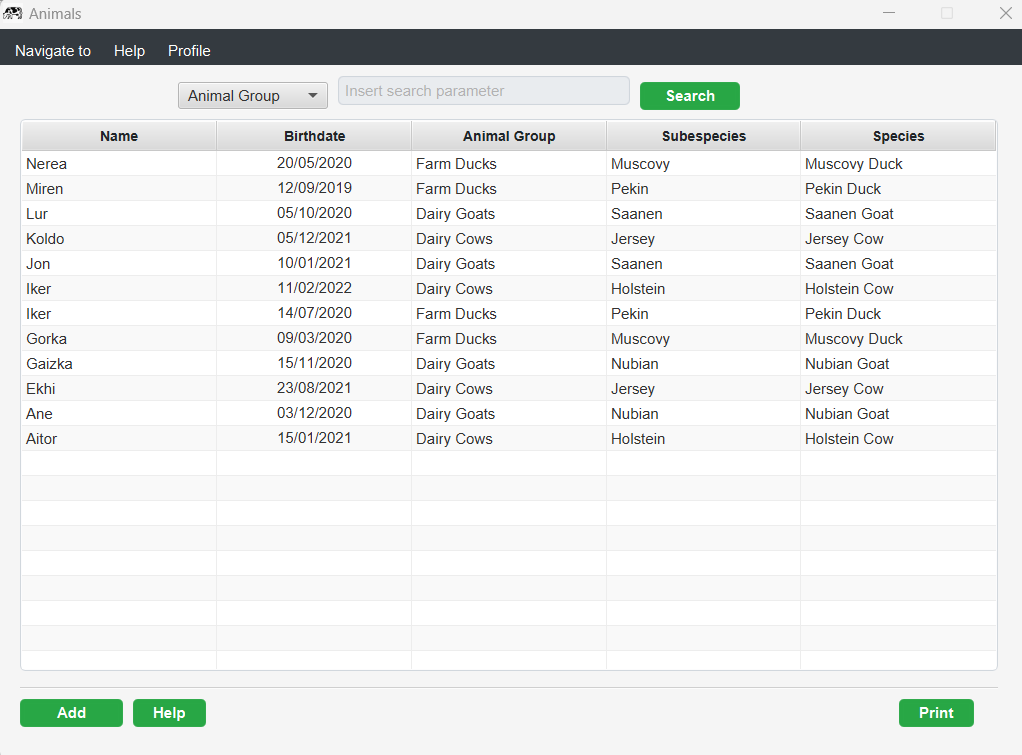 Animals
Navigate to Help Profile
Animal Group Insert search parameter Search
Name Birthdate Animal Group Subespecies Species
Nerea 20/05/2020 Farm Ducks Muscovy Muscovy Duck
Miren 12/09/2019 Farm Ducks Pekin Pekin Duck
Lur 05/10/2020 Dairy Goats Saanen Saanen Goat
Koldo 05/12/2021 Dairy Cows Jersey Jersey Cow
Jon 10/01/2021 Dairy Goats Saanen Saanen Goat
Iker 11/02/2022 Dairy Cows Holstein Holstein Cow
Iker 14/07/2020 Farm Ducks Pekin Pekin Duck
Gorka 09/03/2020 Farm Ducks Muscovy Muscovy Duck
Gaizka 15/11/2020 Dairy Goats Nubian Nubian Goat
Ekhi 23/08/2021 Dairy Cows Jersey Jersey Cow
Ane 03/12/2020 Dairy Goats Nubian Nubian Goat
Aitor 15/01/2021 Dairy Cows Holstein Holstein Cow
Add Help Print